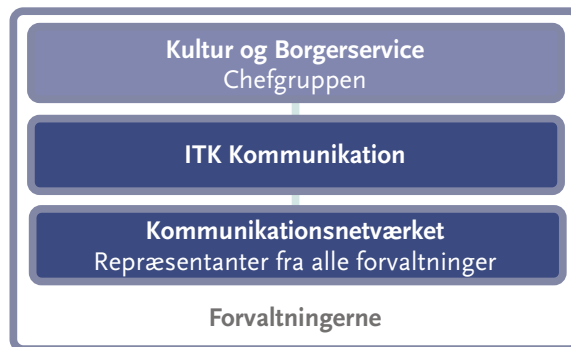 Kultur og Borgerservice
Chefgruppen
ITK Kommunikation
Kommunikationsnetværket
Repræsentanter fra alle forvaltninger
Forvaltningerne